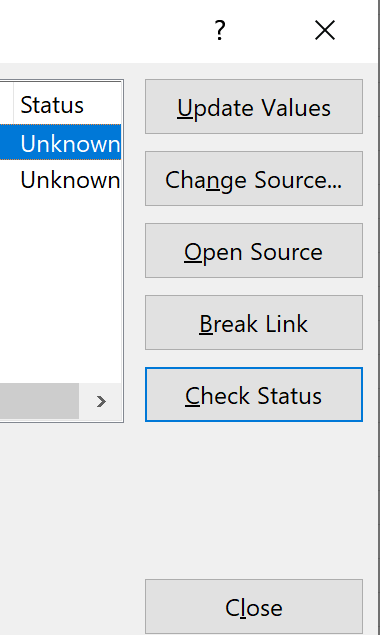 ?
Status
Unknown
Unknown
Update Values
Change Source...
Open Source
Break Link
Check Status
Close